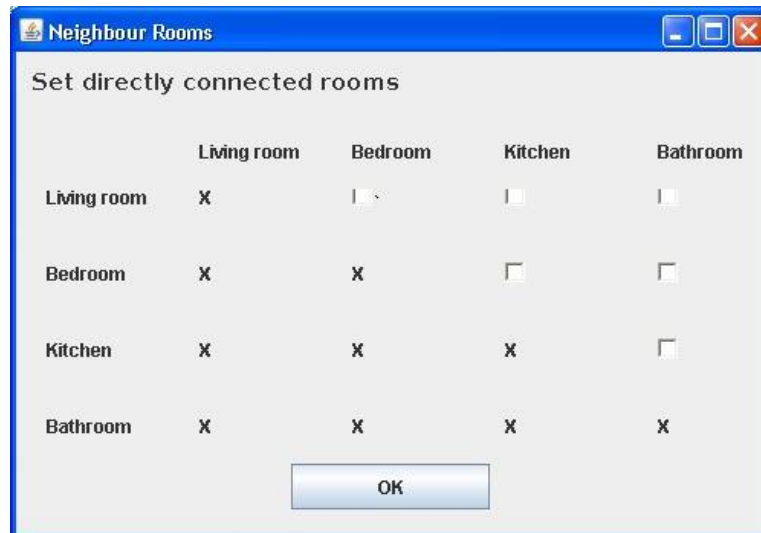 Neighbour Rooms
Set directly connected rooms
Living room Bedroom Kitchen Bathroom
Living room X
Bedroom X X
Kitchen X X X
Bathroom X X X X
OK